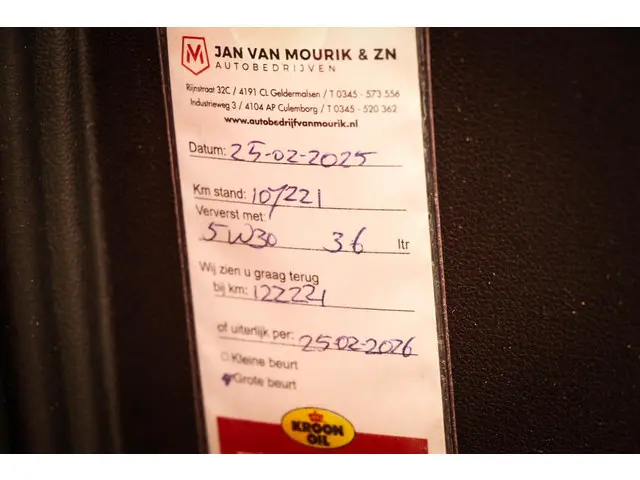 JAN VAN MOURIK & ZN
AUTOBEDRIJVEN
Rijnstraat 32C / 4191 CL Geldermalsen / T 0345 - 573 556
Industrieweg 3 / 4104 AP Culemborg / T 0345 - 520 362
www.autobedrijfvanmourik.nl
Datum: 25-02-2025
Km stand: 107221
Ververst met:
5W30 36 ltr
Wij zien u graag terug
bij km: 122221
of uiterlijk per: 25-02-2026
Kleine beurt
Grote beurt
KROON
OIL